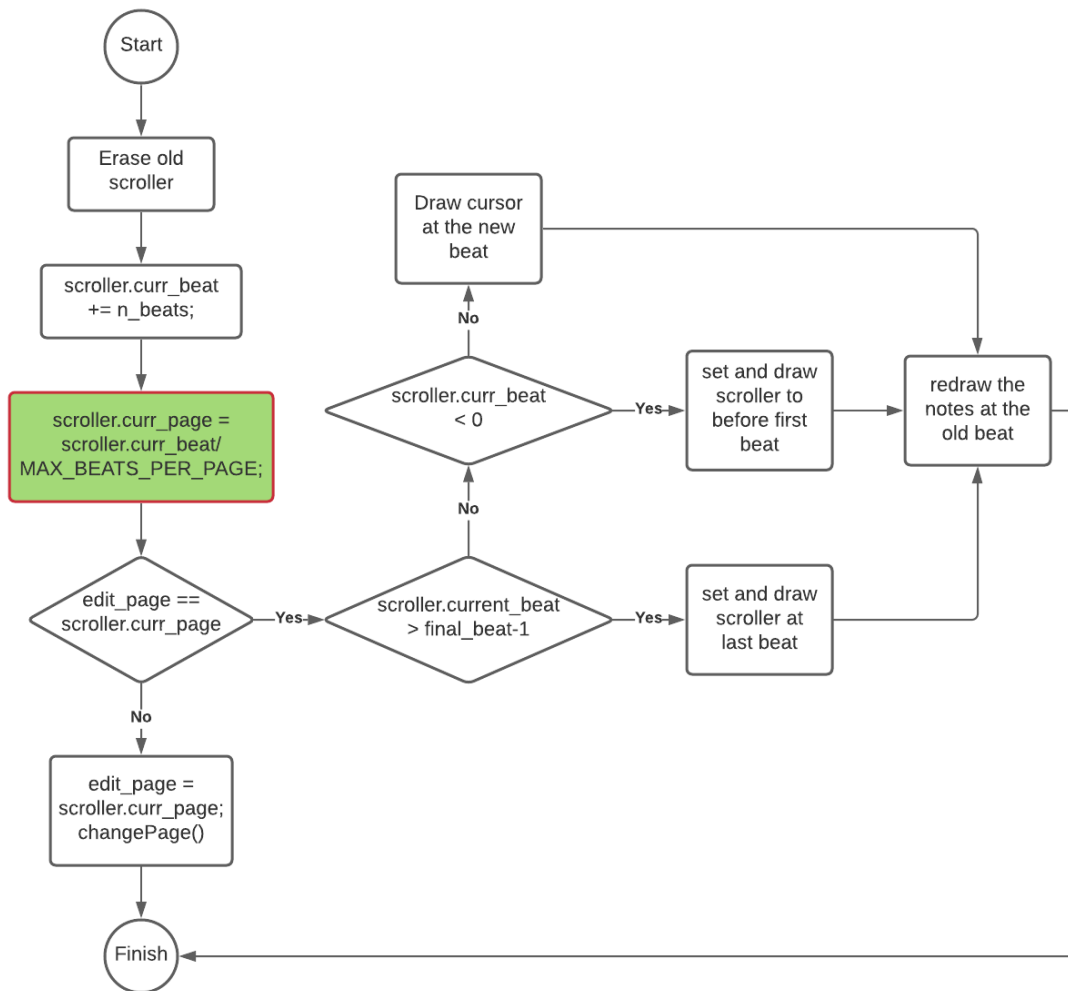 Start
Erase old
scroller
scroller.curr_beat
+= n_beats;
scroller.curr_page =
scroller.curr_beat/
MAX_BEATS_PER_PAGE;
edit_page ==
scroller.curr_page
Yes
No
edit_page =
scroller.curr_page;
changePage()
Finish
scroller.current_beat
> final_beat-1
Yes
set and draw
scroller at
last beat
No
scroller.curr_beat
< 0
Yes
set and draw
scroller to
before first
beat
No
Draw cursor
at the new
beat
redraw the
notes at the
old beat